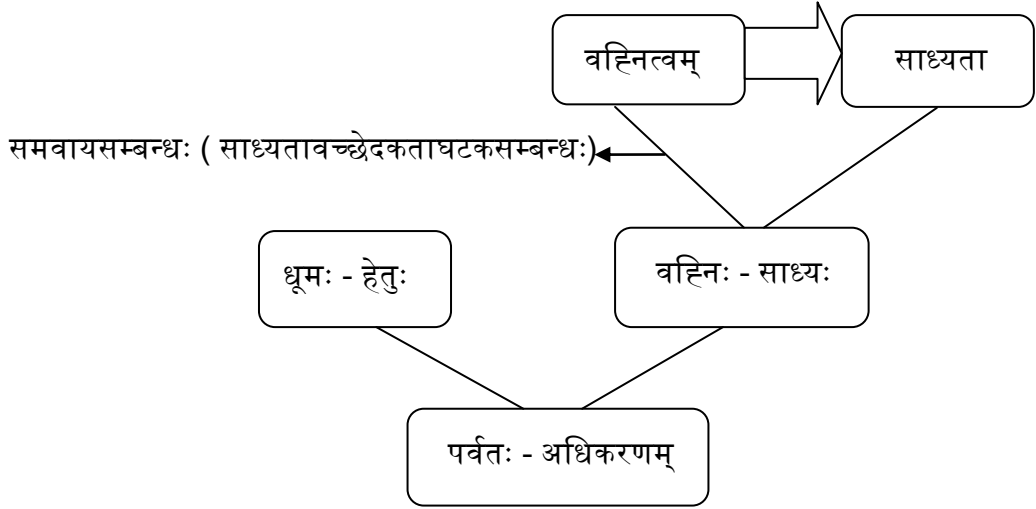 वह्नित्वम् साध्यता
समवायसम्बन्धः ( साध्यतावच्छेदकताघटकसम्बन्धः)
धूमः - हेतुः वह्निः - साध्यः
पर्वतः - अधिकरणम्